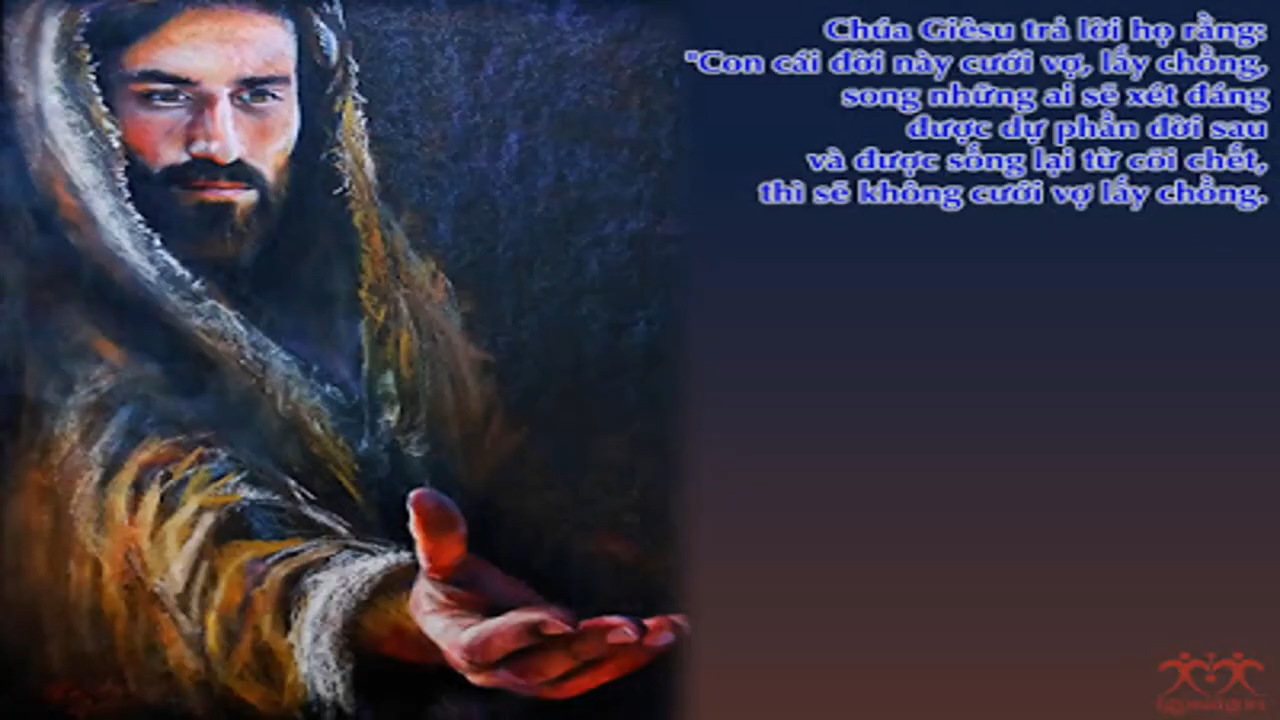 Chúa Giêsu trả lời họ rằng:
"Con cái đời này cưới vợ, lấy chồng,
song những ai sẽ xét đáng
được dự phần đời sau
và được sống lại từ cõi chết,
thì sẽ không cưới vợ lấy chồng.